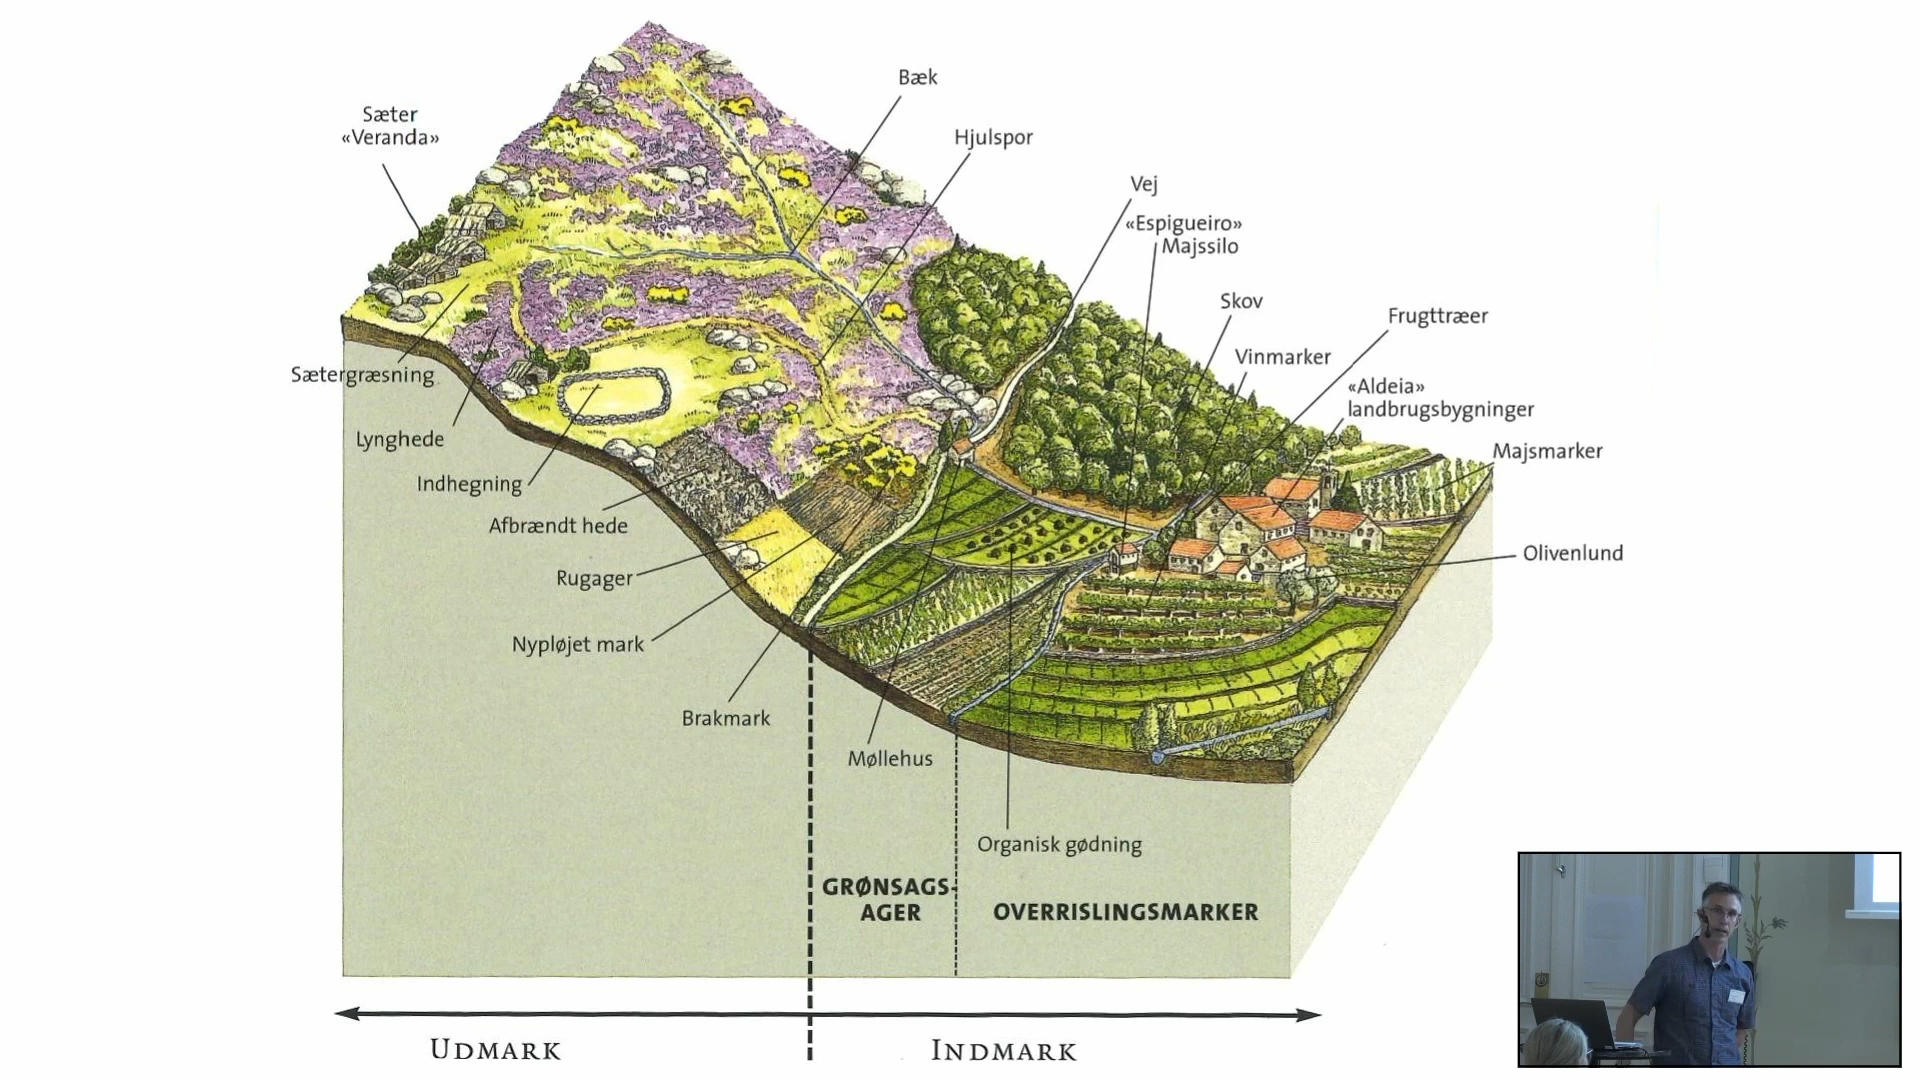 Bæk
Sæter
«Veranda»
Hjulspor
Vej
«Espigueiro»
Majssilo
Skov
Frugttræer
Vinmarker
«Aldeia»
landbrugsbygninger
Majsmarker
Sætergræsning
Lynghede
Indhegning
Afbrændt hede
Olivenlund
Rugager
Nypløjet mark
Brakmark
Møllehus
Organisk gødning
GRØNSAGS-
AGER
OVERRISLINGSMARKER
UDMARK
INDMARK